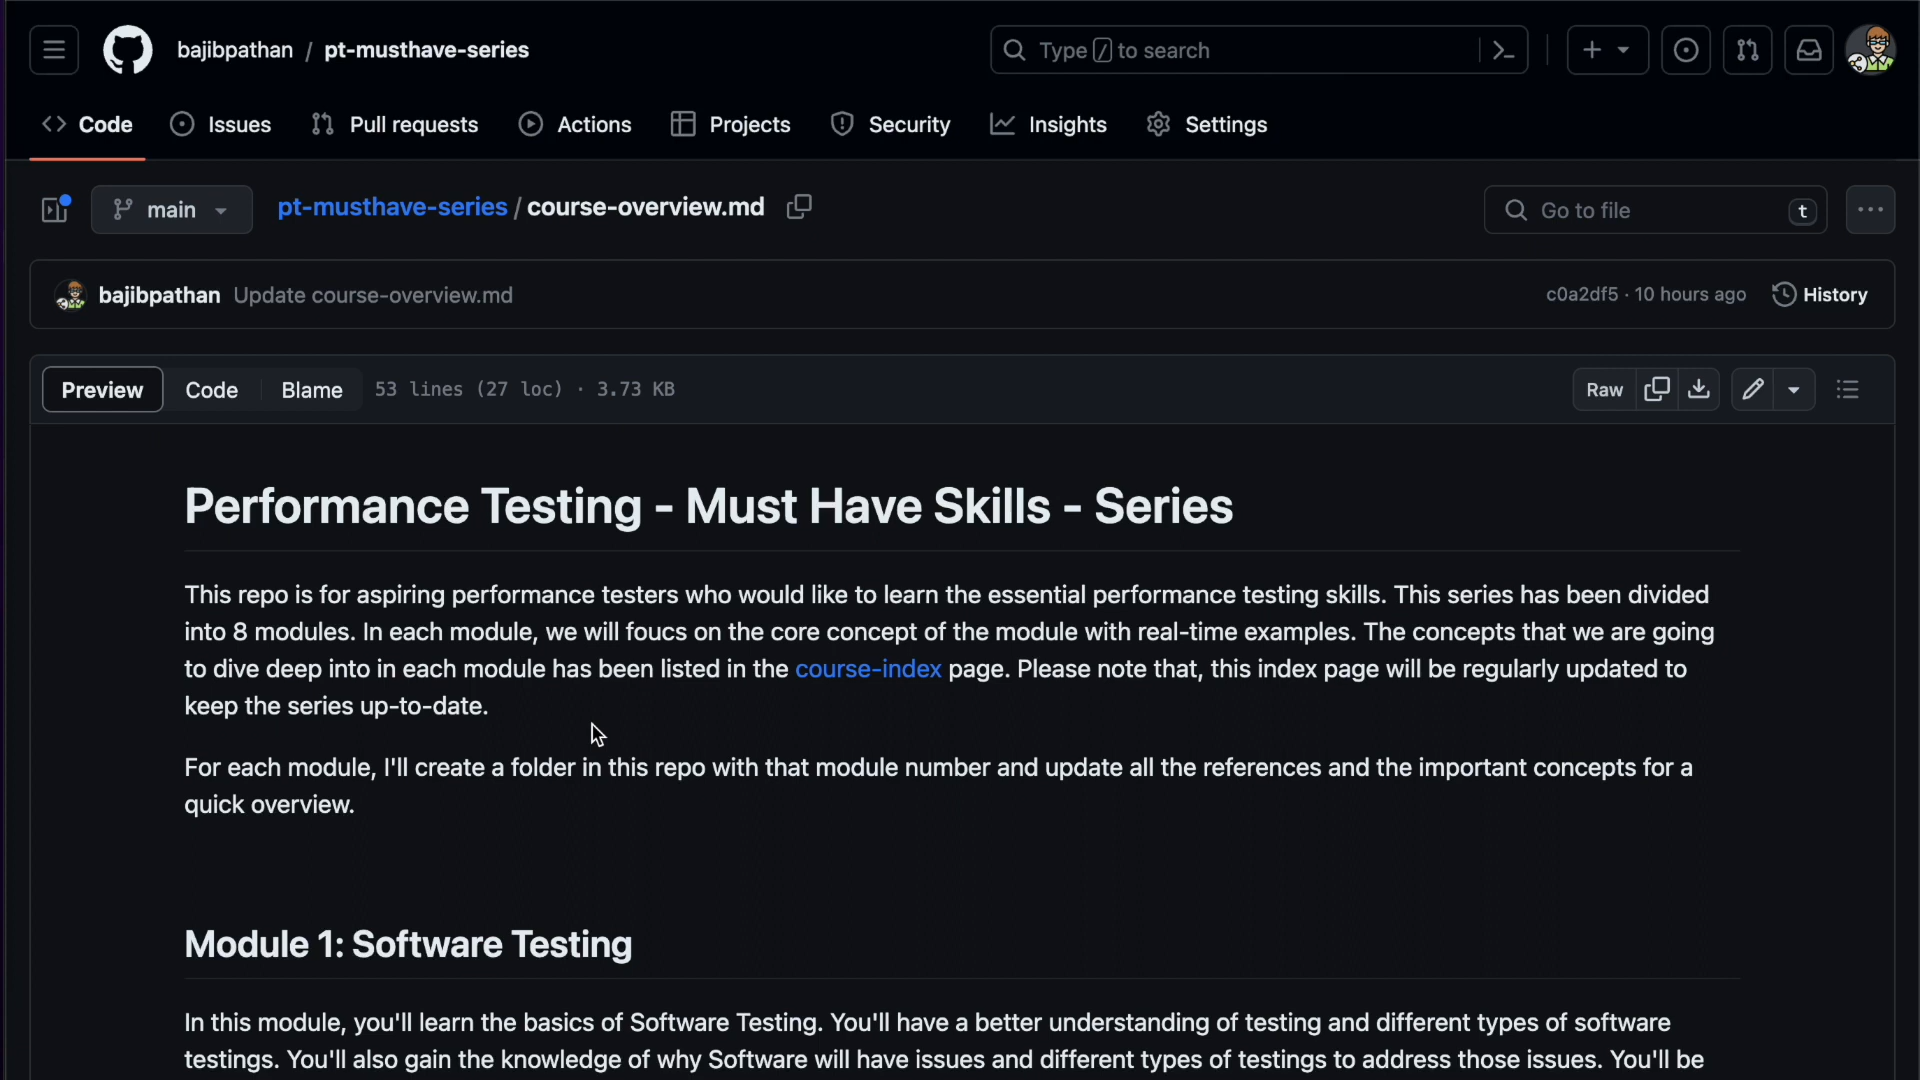 bajibpathan / pt-musthave-series
Type / to search
Code Issues Pull requests Actions Projects Security Insights Settings
main pt-musthave-series / course-overview.md Go to file t
bajibpathan Update course-overview.md c0a2df5 · 10 hours ago History
Preview Code Blame 53 lines (27 loc) · 3.73 KB Raw
Performance Testing - Must Have Skills - Series
This repo is for aspiring performance testers who would like to learn the essential performance testing skills. This series has been divided
into 8 modules. In each module, we will foucs on the core concept of the module with real-time examples. The concepts that we are going
to dive deep into in each module has been listed in the course-index page. Please note that, this index page will be regularly updated to
keep the series up-to-date.
For each module, I'll create a folder in this repo with that module number and update all the references and the important concepts for a
quick overview.
Module 1: Software Testing
In this module, you'll learn the basics of Software Testing. You'll have a better understanding of testing and different types of software
testings. You'll also gain the knowledge of why Software will have issues and different types of testings to address those issues. You'll be